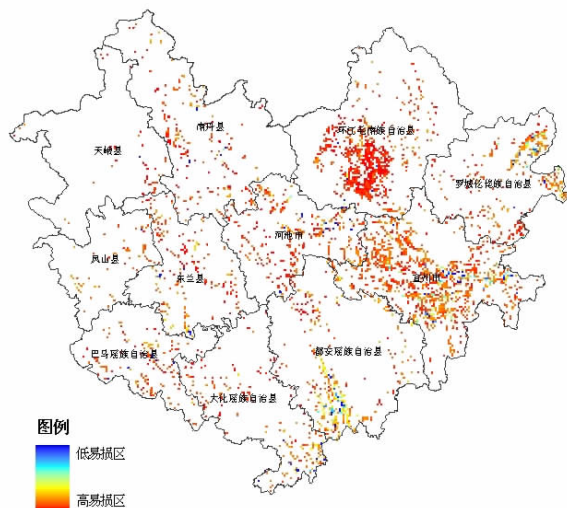 南丹县
环江毛南族自治县
天峨县
罗城仫佬族自治县
河池市
凤山县
东兰县
宜州市
都安瑶族自治县
巴马瑶族自治县
大化瑶族自治县
图例
低易损区
高易损区